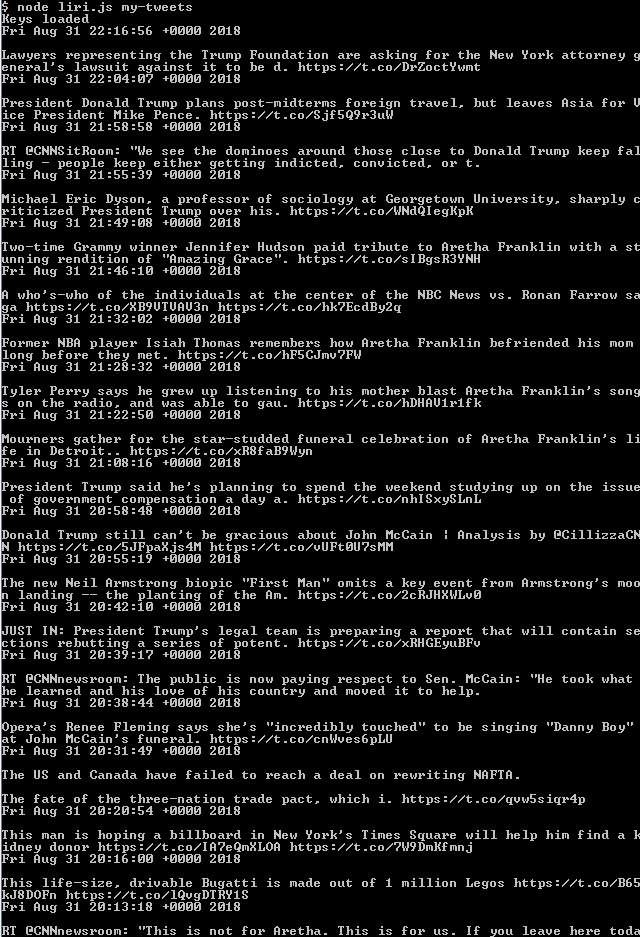 $ node liri.js my-tweets
Keys loaded
Fri Aug 31 22:16:56 +0000 2018
Lawyers representing the Trump Foundation are asking for the New York attorney g
eneral's lawsuit against it to be d. https://t.co/DrZoctYwmt
Fri Aug 31 22:04:07 +0000 2018
President Donald Trump plans post-midterms foreign travel, but leaves Asia for V
ice President Mike Pence. https://t.co/Sjf5Q9r3uW
Fri Aug 31 21:58:58 +0000 2018
RT @CNNSitRoom: "We see the dominoes around those close to Donald Trump keep fal
ling - people keep either getting indicted, convicted, or t.
Fri Aug 31 21:55:39 +0000 2018
Michael Eric Dyson, a professor of sociology at Georgetown University, sharply c
riticized President Trump over his. https://t.co/WNdQIegKpK
Fri Aug 31 21:49:08 +0000 2018
Two-time Grammy winner Jennifer Hudson paid tribute to Aretha Franklin with a st
unning rendition of "Amazing Grace". https://t.co/sIBgsR3YNH
Fri Aug 31 21:46:10 +0000 2018
A who's-who of the individuals at the center of the NBC News vs. Ronan Farrow sa
ga https://t.co/XB9VTVAV3n https://t.co/hk7EcdBy2q
Fri Aug 31 21:32:02 +0000 2018
Former NBA player Isiah Thomas remembers how Aretha Franklin befriended his mom
long before they met. https://t.co/hF5CJmv7FW
Fri Aug 31 21:28:32 +0000 2018
Tyler Perry says he grew up listening to his mother blast Aretha Franklin's song
s on the radio. and was able to gau. https://t.co/hDHAV1r1fk
Fri Aug 31 21:22:50 +0000 2018
Mourners gather for the star-studded funeral celebration of Aretha Franklin's li
fe in Detroit.. https://t.co/xR8faB9Wyn
Fri Aug 31 21:08:16 +0000 2018
President Trump said he's planning to spend the weekend studying up on the issue
of government compensation a day a. https://t.co/nhISxySLnL
Fri Aug 31 20:58:48 +0000 2018
Donald Trump still can't be gracious about John McCain | Analysis by @CillizzaCN
N https://t.co/5JFpaXjs4M https://t.co/vUFt0U7sMM
Fri Aug 31 20:55:19 +0000 2018
The new Neil Armstrong biopic "First Man" omits a key event from Armstrong's moo
n landing -- the planting of the Am. https://t.co/2cRJHXWLv0
Fri Aug 31 20:42:10 +0000 2018
JUST IN: President Trump's legal team is preparing a report that will contain se
ctions rebutting a series of potent. https://t.co/xRHGEyuBFv
Fri Aug 31 20:39:17 +0000 2018
RT @CNNnewsroom: The public is now paying respect to Sen. McCain: "He took what
he learned and his love of his country and moved it to help.
Fri Aug 31 20:38:44 +0000 2018
Opera's Renee Fleming says she's "incredibly touched" to be singing "Danny Boy"
at John McCain's funeral. https://t.co/cnWves6pLU
Fri Aug 31 20:31:49 +0000 2018
The US and Canada have failed to reach a deal on rewriting NAFTA.
The fate of the three-nation trade pact, which i. https://t.co/qvw5siqr4p
Fri Aug 31 20:20:54 +0000 2018
This man is hoping a billboard in New York's Times Square will help him find a k
idney donor https://t.co/IA7eQmXLOA https://t.co/7W9DmKfmnj
Fri Aug 31 20:16:00 +0000 2018
This life-size, drivable Bugatti is made out of 1 million Legos https://t.co/B65
kJ8DOFn https://t.co/lQvgDTRY1S
Fri Aug 31 20:13:18 +0000 2018
RT @CNNnewsroom: "This is not for Aretha. This is for us. If you leave here toda